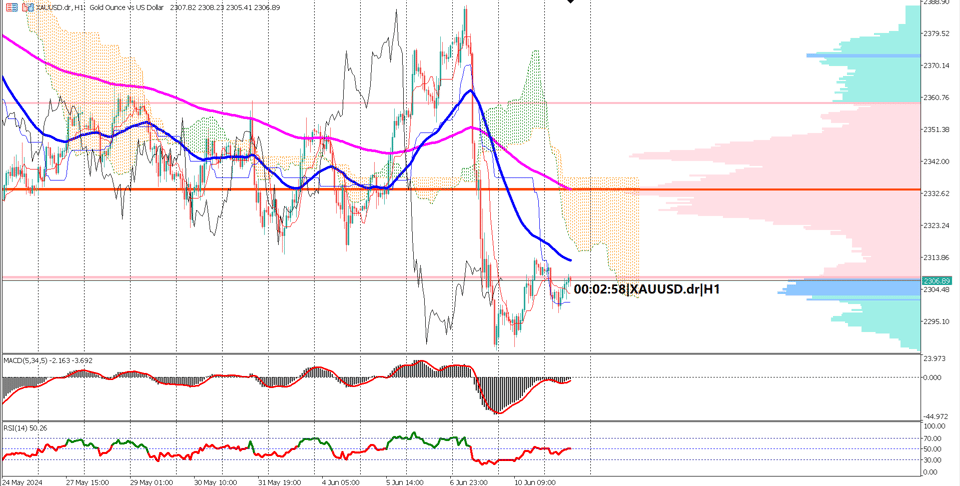 XAUUSD.dr, H1: Gold Ounce vs US Dollar 2307.82 2308.23 2305.41 2306.89
2388.90
2379.52
2370.14
2360.76
2351.38
2342.00
2332.62
2323.24
2313.86
2306.89
2304.48
2295.10
00:02:58|XAUUSD.dr|H1
MACD(5,34,5) -2.163 -3.692
23.973
0.000
-44.972
RSI(14) 50.26
100.00
70.00
50.00
30.00
0.00
24 May 2024
27 May 15:00
29 May 01:00
30 May 10:00
31 May 19:00
4 Jun 05:00
5 Jun 14:00
6 Jun 23:00
10 Jun 09:00